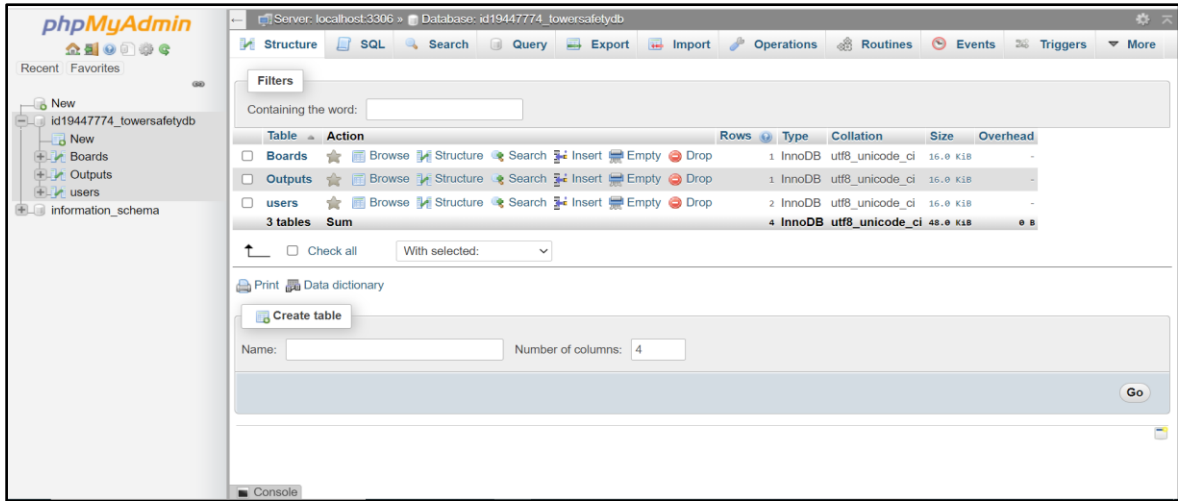 phpMyAdmin
Recent Favorites
New
id19447774_towersafetydb
New
Boards
Outputs
users
information_schema
Server: localhost:3306 » Database: id19447774_towersafetydb
Structure SQL Search Query Export Import Operations Routines Events Triggers More
Filters
Containing the word:
Table Action Rows Type Collation Size Overhead
Boards Browse Structure Search Insert Empty Drop 1 InnoDB utf8_unicode_ci 16.0 KiB -
Outputs Browse Structure Search Insert Empty Drop 1 InnoDB utf8_unicode_ci 16.0 KiB -
users Browse Structure Search Insert Empty Drop 2 InnoDB utf8_unicode_ci 16.0 KiB -
3 tables Sum 4 InnoDB utf8_unicode_ci 48.0 KiB 0 B
Check all With selected:
Print Data dictionary
Create table
Name: Number of columns: 4
Go
Console